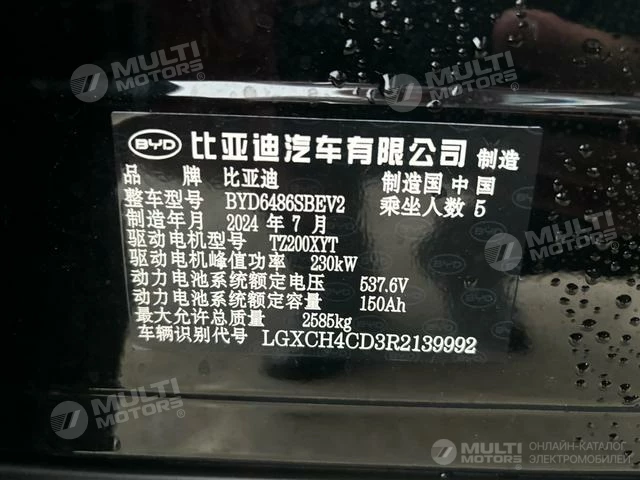 MULTI MOTORS®
MULTI MOTORS®
BYD 比亚迪汽车有限公司 制造
品 牌 比亚迪 制造国 中国
整车型号 BYD6486SBEV2 乘坐人数 5
制造年月 2024 年 7 月
驱动电机型号 TZ200XYT
驱动电机峰值功率 230kW
动力电池系统额定电压 537.6V
动力电池系统额定容量 150Ah
最大允许总质量 2585kg
车辆识别代号 LGXCH4CD3R2139992
MULTI MOTORS®
MULTI MOTORS®
MULTI MOTORS®
MULTI MOTORS® ОНЛАЙН-КАТАЛОГ ЭЛЕКТРОМОБИЛЕЙ